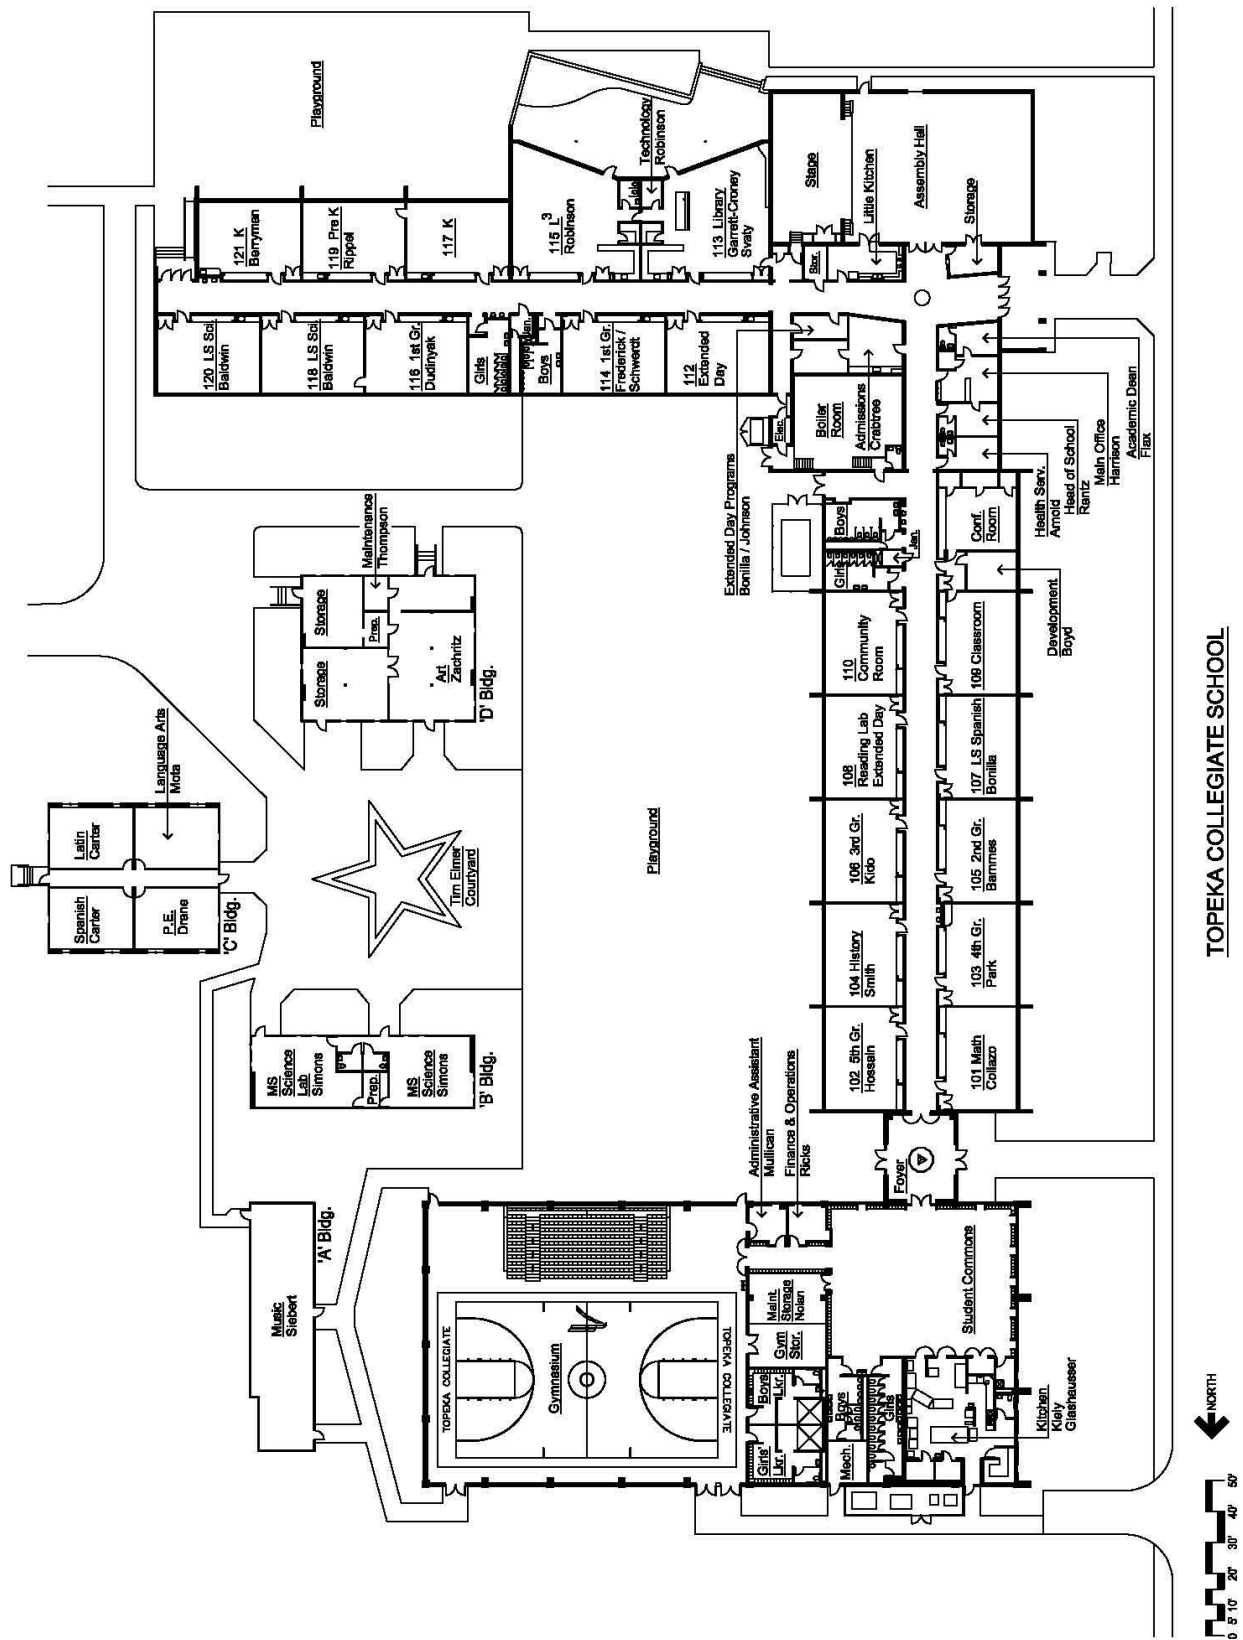 Playground
121 K
Berryman
119 Pre K
Rippel
117 K
115 L3
Robinson
Technology
Robinson
113 Library
Garrett-Croney
Svaty
Stage
Stor.
Little Kitchen
Assembly Hall
Storage
120 LS Sci.
Baldwin
118 LS Sci.
Baldwin
116 1st Gr.
Dudinyak
Girls
Jan.
Boys
114 1st Gr.
Frederick /
Schwerdt
112
Extended
Day
Elec.
Boiler
Room
Admissions
Crabtree
Extended Day Programs
Bonilla / Johnson
Academic Dean
Flax
Main Office
Harrison
Head of School
Rantz
Health Serv.
Arnold
Conf.
Room
Development
Boyd
Boys
Girls
Jan.
110
Community
Room
109 Classroom
108
Reading Lab
Extended Day
107 LS Spanish
Bonilla
106 3rd Gr.
Kido
105 2nd Gr.
Bammes
104 History
Smith
103 4th Gr.
Park
102 5th Gr.
Hossain
101 Math
Collazo
Maintenance
Thompson
Storage
Prep.
Storage
Art
Zachritz
'D' Bldg.
Language Arts
Mota
Latin
Carter
Spanish
Carter
P.E.
Drane
'C' Bldg.
Tim Elmer
Courtyard
Playground
MS
Science
Lab
Simons
Prep.
MS
Science
Simons
'B' Bldg.
Administrative Assistant
Mullican
Finance & Operations
Ricks
Foyer
'A' Bldg.
Music
Siebert
TOPEKA COLLEGIATE
Gymnasium
TOPEKA COLLEGIATE
Maint.
Storage
Nolan
Gym
Stor.
Boys
Lkr.
Girls'
Lkr.
Student Commons
Boys
Girls
Mech.
Kitchen
Kiely
Glashausser
TOPEKA COLLEGIATE SCHOOL
NORTH
0 5' 10' 20' 30' 40' 50'